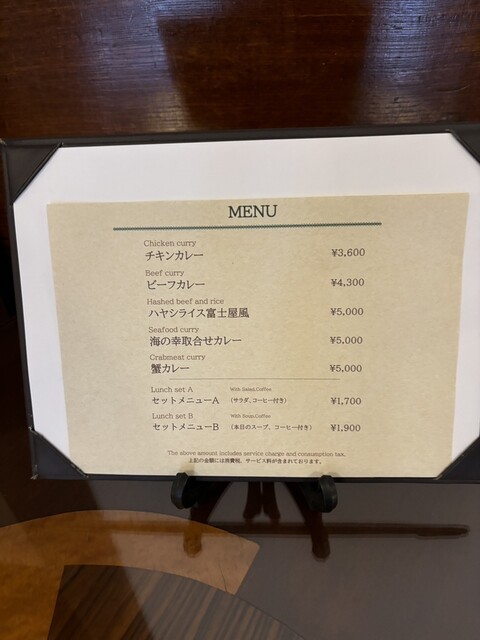 MENU
Chicken curry
チキンカレー ¥3,600
Beef curry
ビーフカレー ¥4,300
Hashed beef and rice
ハヤシライス富士屋風 ¥5,000
Seafood curry
海の幸取合せカレー ¥5,000
Crabmeat curry
蟹カレー ¥5,000
Lunch set A With Salad,Coffee
セットメニューA (サラダ、コーヒー付き) ¥1,700
Lunch set B With Soup,Coffee
セットメニューB (本日のスープ、コーヒー付き) ¥1,900
The above amount includes service charge and consumption tax.
上記の金額には消費税、サービス料が含まれております。